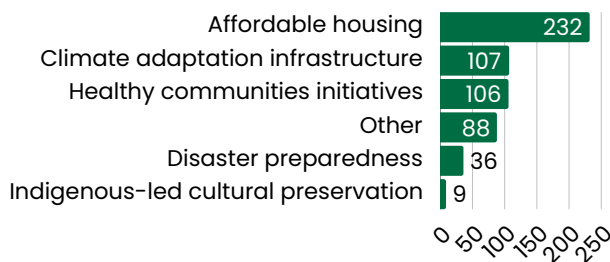 Affordable housing 232
Climate adaptation infrastructure 107
Healthy communities initiatives 106
Other 88
Disaster preparedness 36
Indigenous-led cultural preservation 9
0 50 100 150 200 250